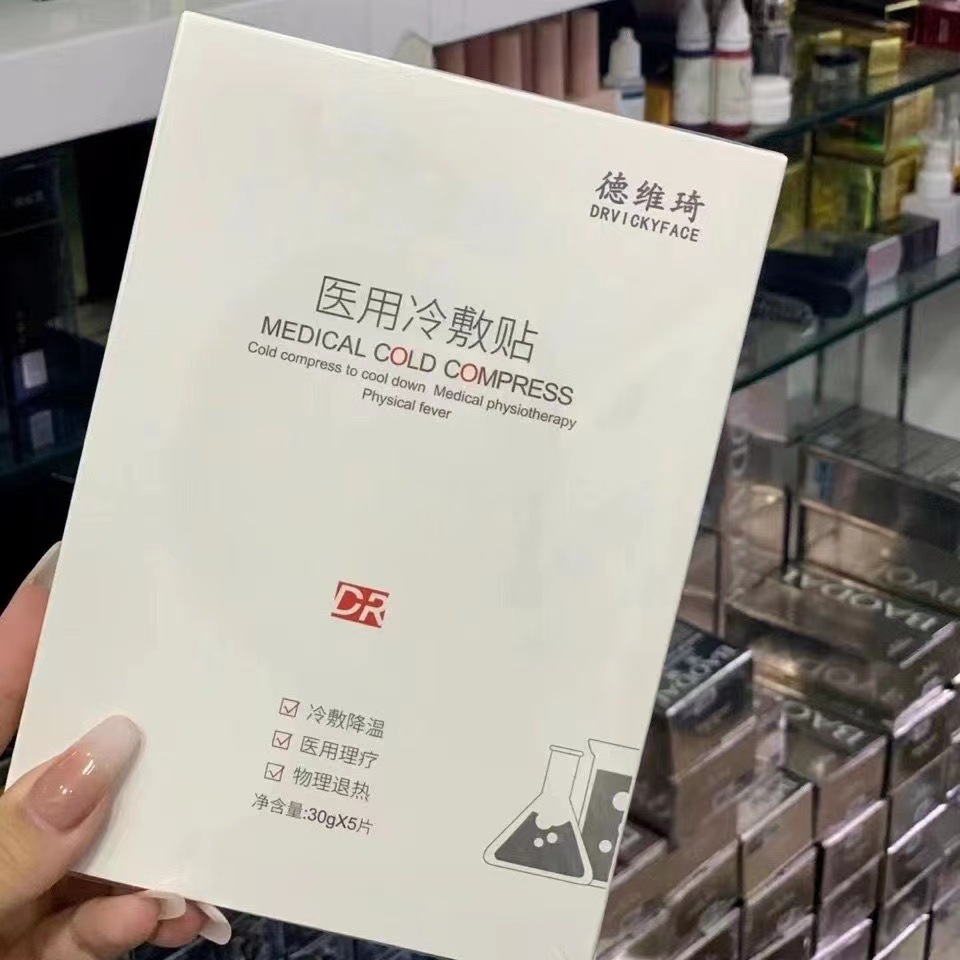 德维琦
DRVICKYFACE
医用冷敷贴
MEDICAL COLD COMPRESS
Cold compress to cool down Medical physiotherapy
Physical fever
DR
冷敷降温
医用理疗
物理退热
净含量:30gX5片